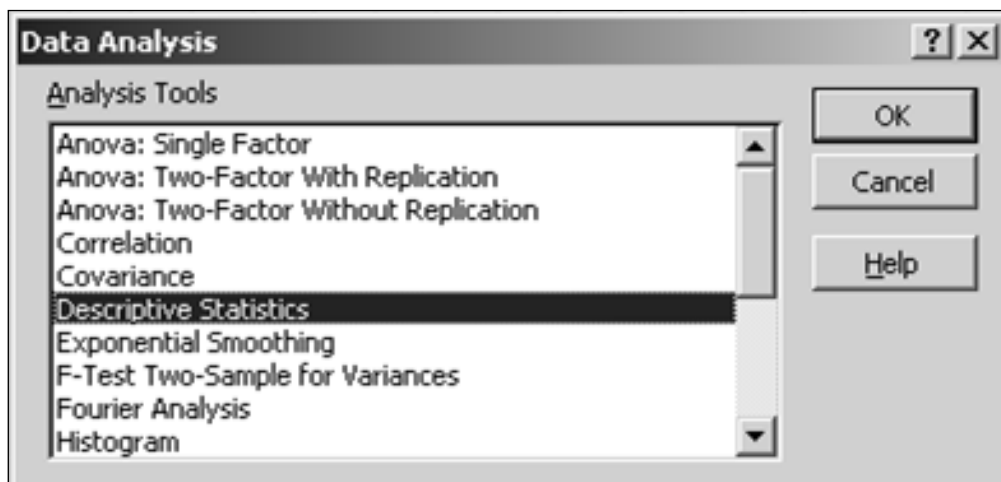 Data Analysis
Analysis Tools
Anova: Single Factor
Anova: Two-Factor With Replication
Anova: Two-Factor Without Replication
Correlation
Covariance
Descriptive Statistics
Exponential Smoothing
F-Test Two-Sample for Variances
Fourier Analysis
Histogram
OK
Cancel
Help